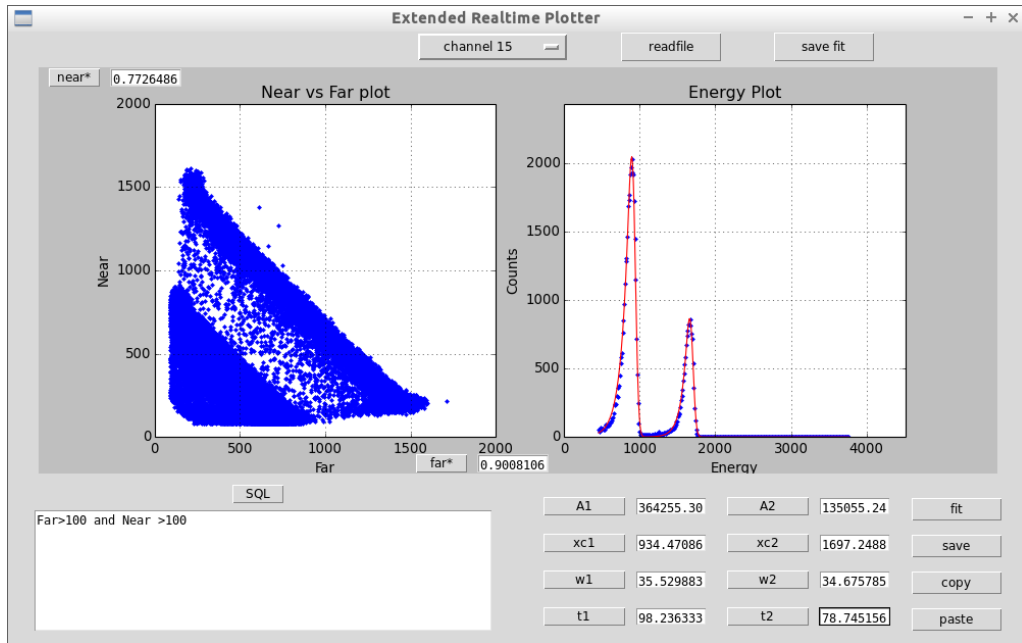 Extended Realtime Plotter
channel 15 readfile save fit
near* 0.7726486
Near vs Far plot
2000
1500
1000
500
0
Near
0 500 1000 1500 2000
Far
far* 0.9008106
Energy Plot
2000
1500
1000
500
0
Counts
0 1000 2000 3000 4000
Energy
SQL
Far>100 and Near >100
A1 364255.30 A2 135055.24 fit
xc1 934.47086 xc2 1697.2488 save
w1 35.529883 w2 34.675785 copy
t1 98.236333 t2 78.745156 paste